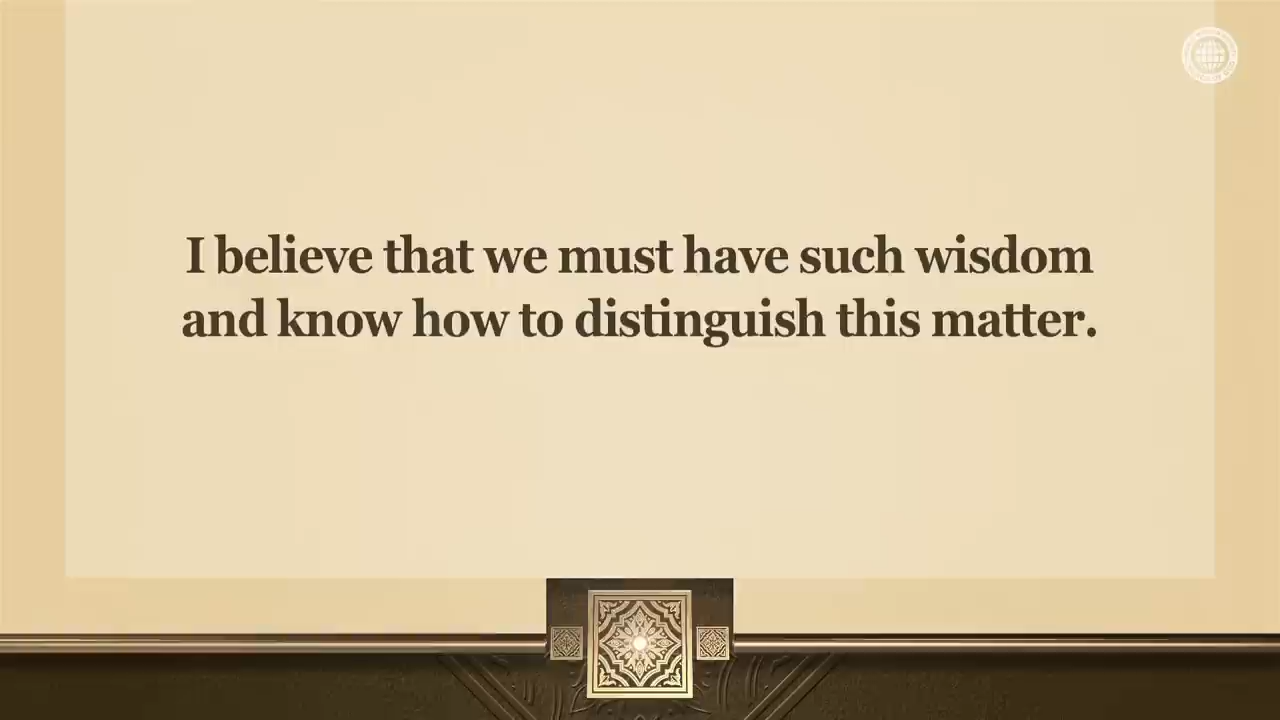 I believe that we must have such wisdom
and know how to distinguish this matter.